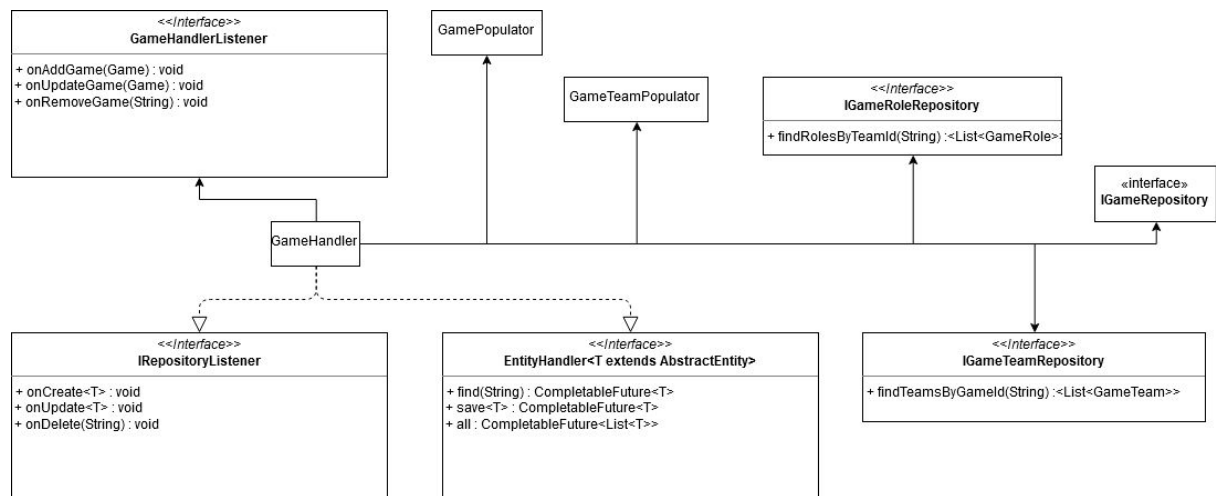 <<Interface>>
GameHandlerListener
+ onAddGame(Game) : void
+ onUpdateGame(Game) : void
+ onRemoveGame(String) : void
GamePopulator
GameTeamPopulator
<<Interface>>
IGameRoleRepository
+ findRolesByTeamId(String) :<List<GameRole>>
«interface»
IGameRepository
GameHandler
<<Interface>>
IRepositoryListener
+ onCreate<T> : void
+ onUpdate<T> : void
+ onDelete(String) : void
<<Interface>>
EntityHandler<T extends AbstractEntity>
+ find(String) : CompletableFuture<T>
+ save<T> : CompletableFuture<T>
+ all : CompletableFuture<List<T>>
<<Interface>>
IGameTeamRepository
+ findTeamsByGameId(String) :<List<GameTeam>>